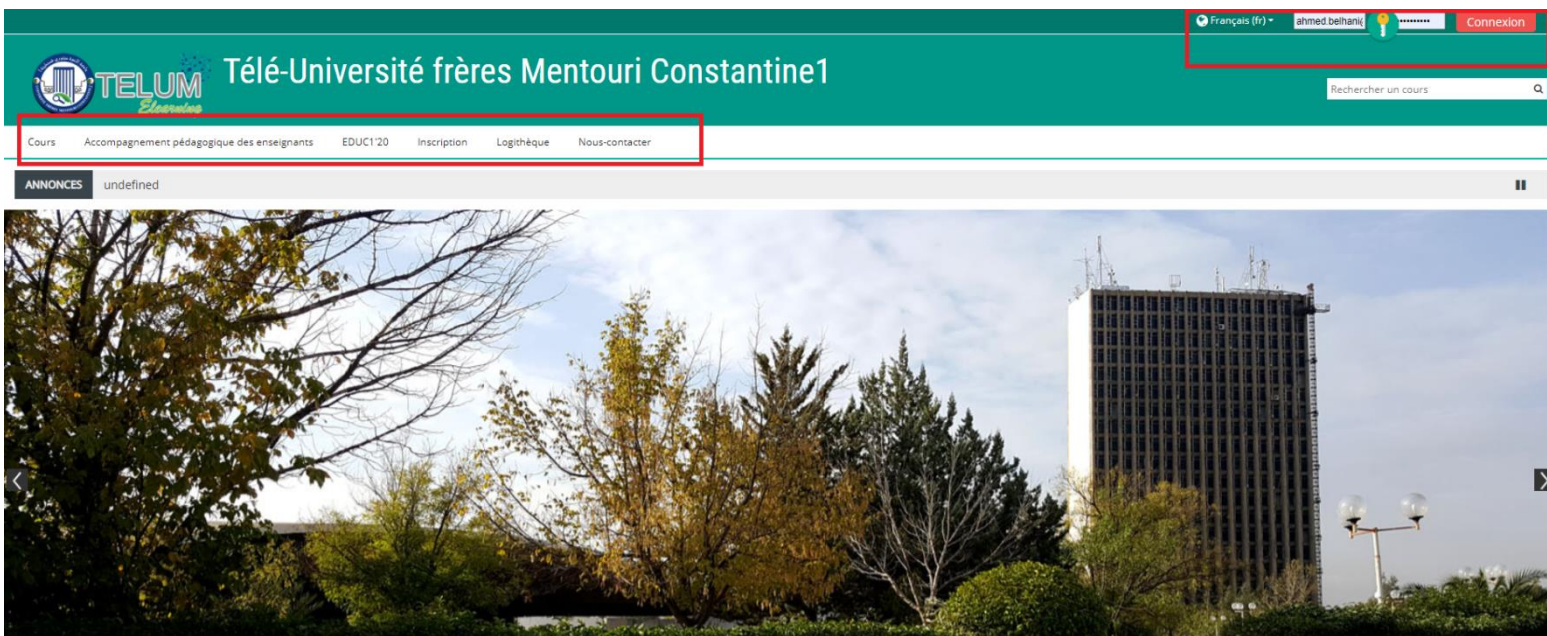 Français (fr)
ahmed.belhani
Connexion
TELUM
Elearning
Télé-Université frères Mentouri Constantine1
Rechercher un cours
Cours Accompagnement pédagogique des enseignants EDUC1'20 Inscription Logithèque Nous-contacter
ANNONCES undefined